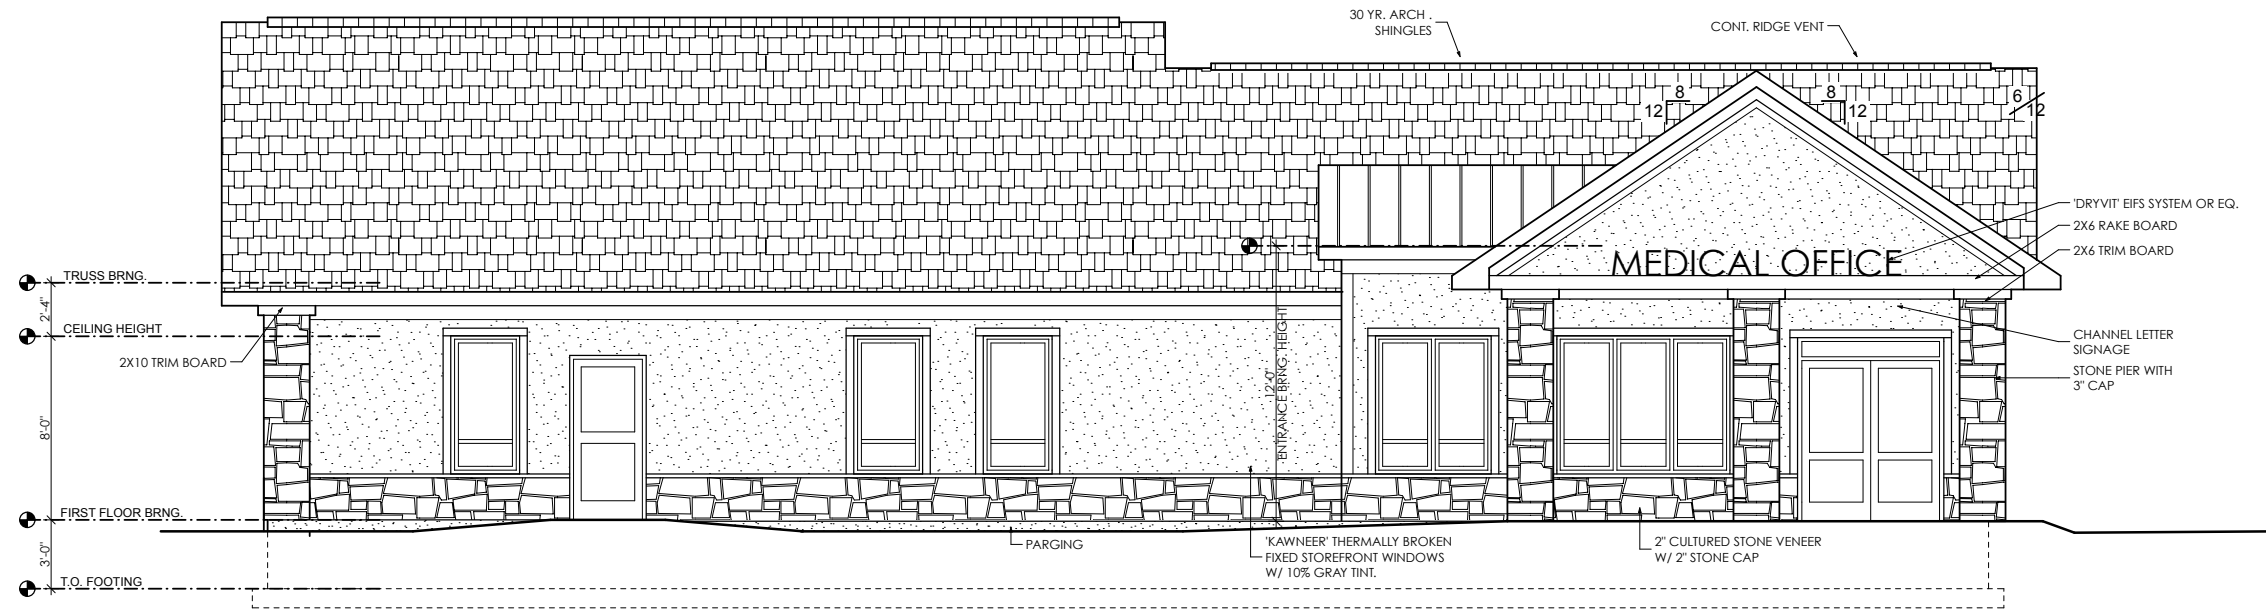 30 YR. ARCH .
SHINGLES
CONT. RIDGE VENT
8
12
8
12
6
12
'DRYVIT' EIFS SYSTEM OR EQ.
2X6 RAKE BOARD
2X6 TRIM BOARD
MEDICAL OFFICE
TRUSS BRNG.
2'-4"
CEILING HEIGHT
2X10 TRIM BOARD
8'-0"
12'-0"
ENTRANCE BRNG. HEIGHT
CHANNEL LETTER
SIGNAGE
STONE PIER WITH
3" CAP
FIRST FLOOR BRNG.
3'-0"
T.O. FOOTING
PARGING
'KAWNEER' THERMALLY BROKEN
FIXED STOREFRONT WINDOWS
W/ 10% GRAY TINT.
2" CULTURED STONE VENEER
W/ 2" STONE CAP